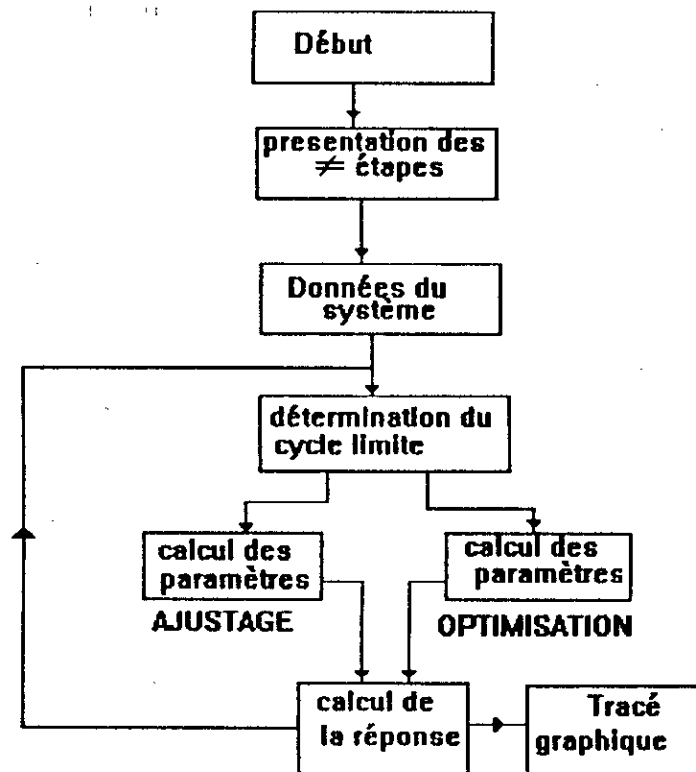 Début
presentation des
≠ étapes
Données du
système
détermination du
cycle limite
calcul des
paramètres
AJUSTAGE
calcul des
paramètres
OPTIMISATION
calcul de
la réponse
Tracé
graphique